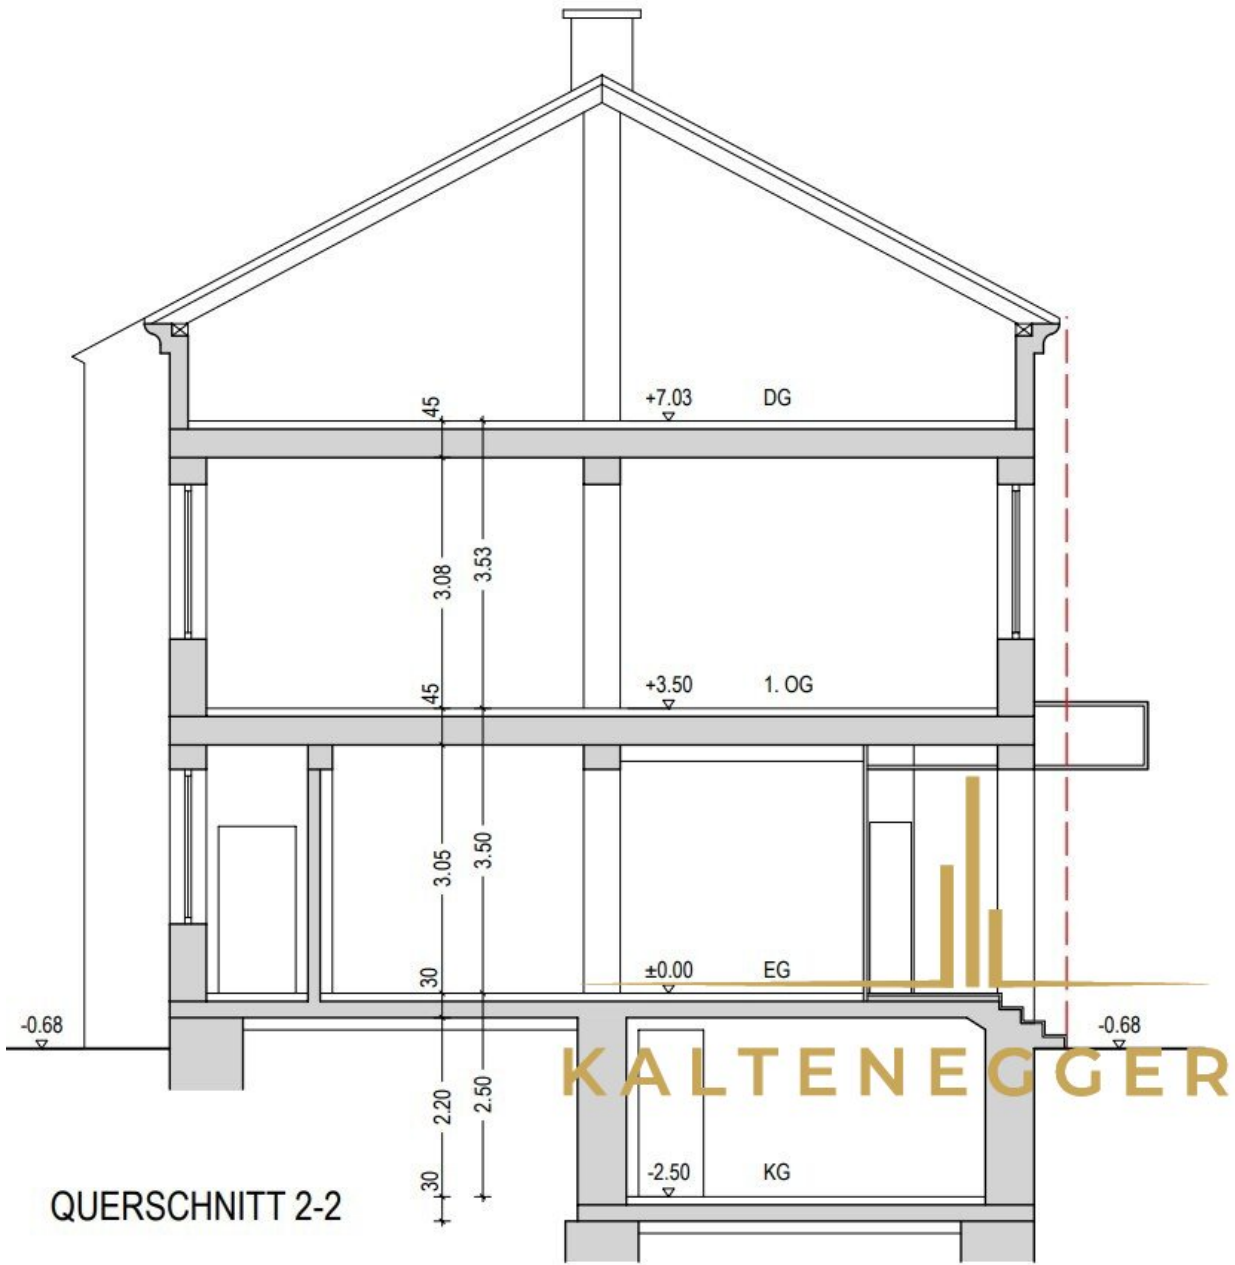 +7.03 DG
45
3.08
3.53
+3.50 1. OG
45
3.05
3.50
±0.00 EG
30
-0.68
-0.68
KALTENEGGER
2.20
2.50
-2.50 KG
30
QUERSCHNITT 2-2